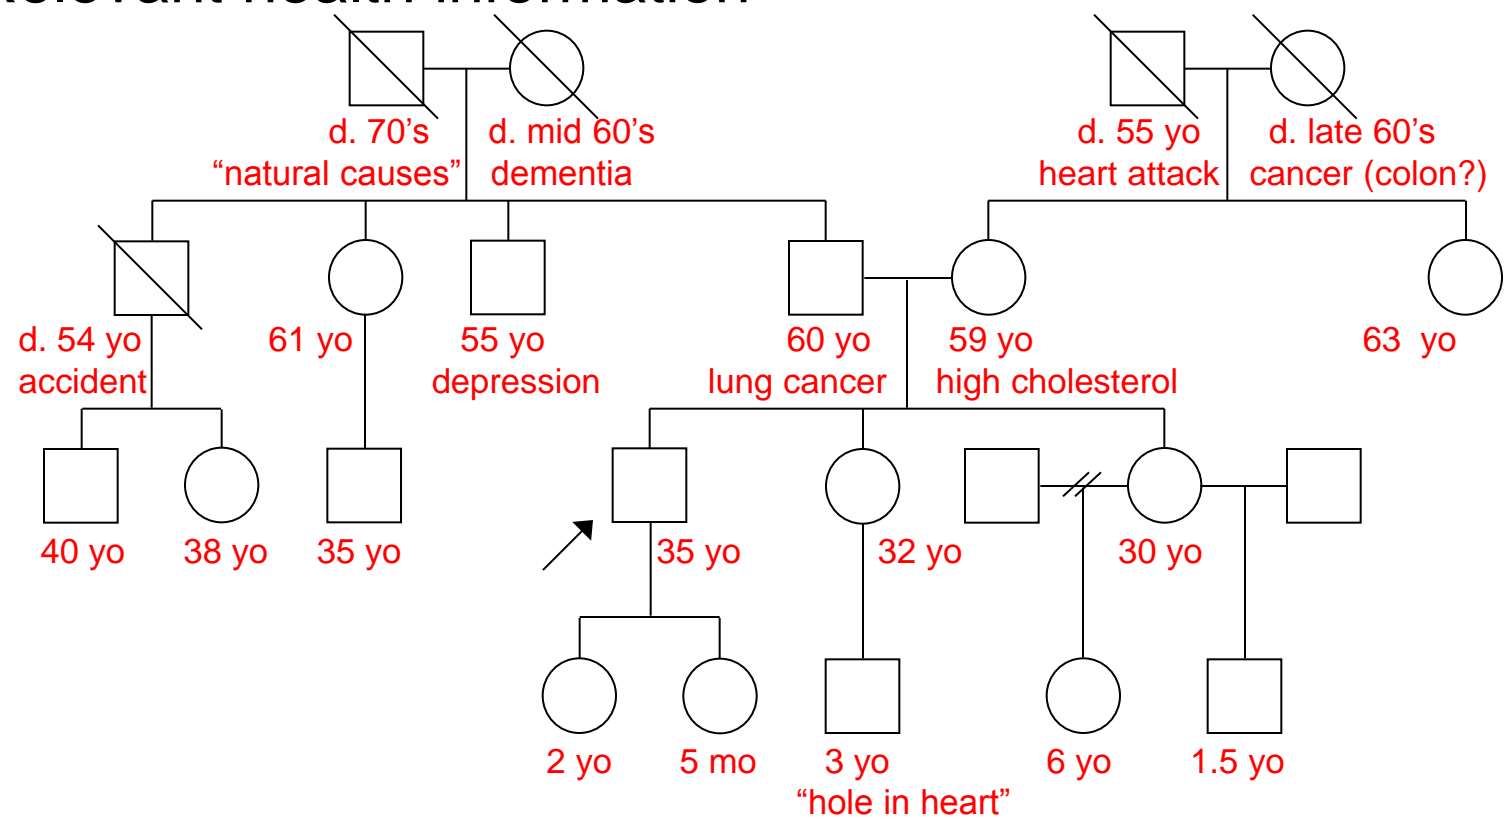 Relevant health information
d. 70’s
“natural causes”
d. mid 60’s
dementia
d. 55 yo
heart attack
d. late 60’s
cancer (colon?)
d. 54 yo
accident
61 yo
55 yo
depression
60 yo
lung cancer
59 yo
high cholesterol
63 yo
40 yo
38 yo
35 yo
35 yo
32 yo
30 yo
2 yo
5 mo
3 yo
“hole in heart”
6 yo
1.5 yo